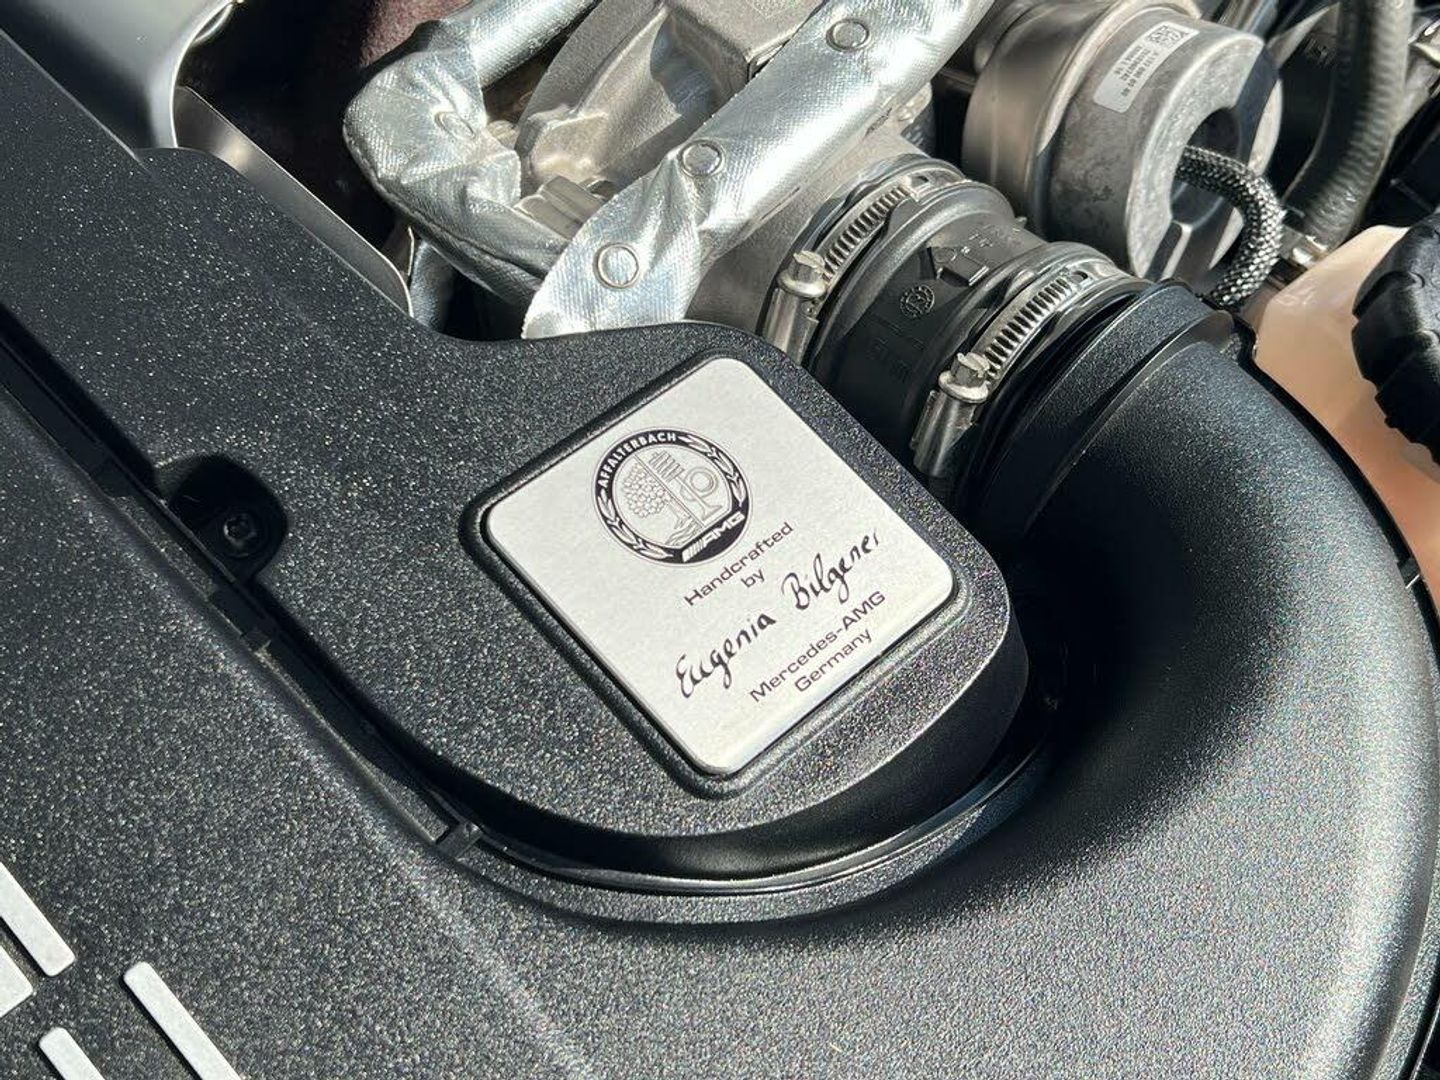 AFFALTERBACH
AMG
Handcrafted
by
Eugenia Bilgener
Mercedes-AMG
Germany